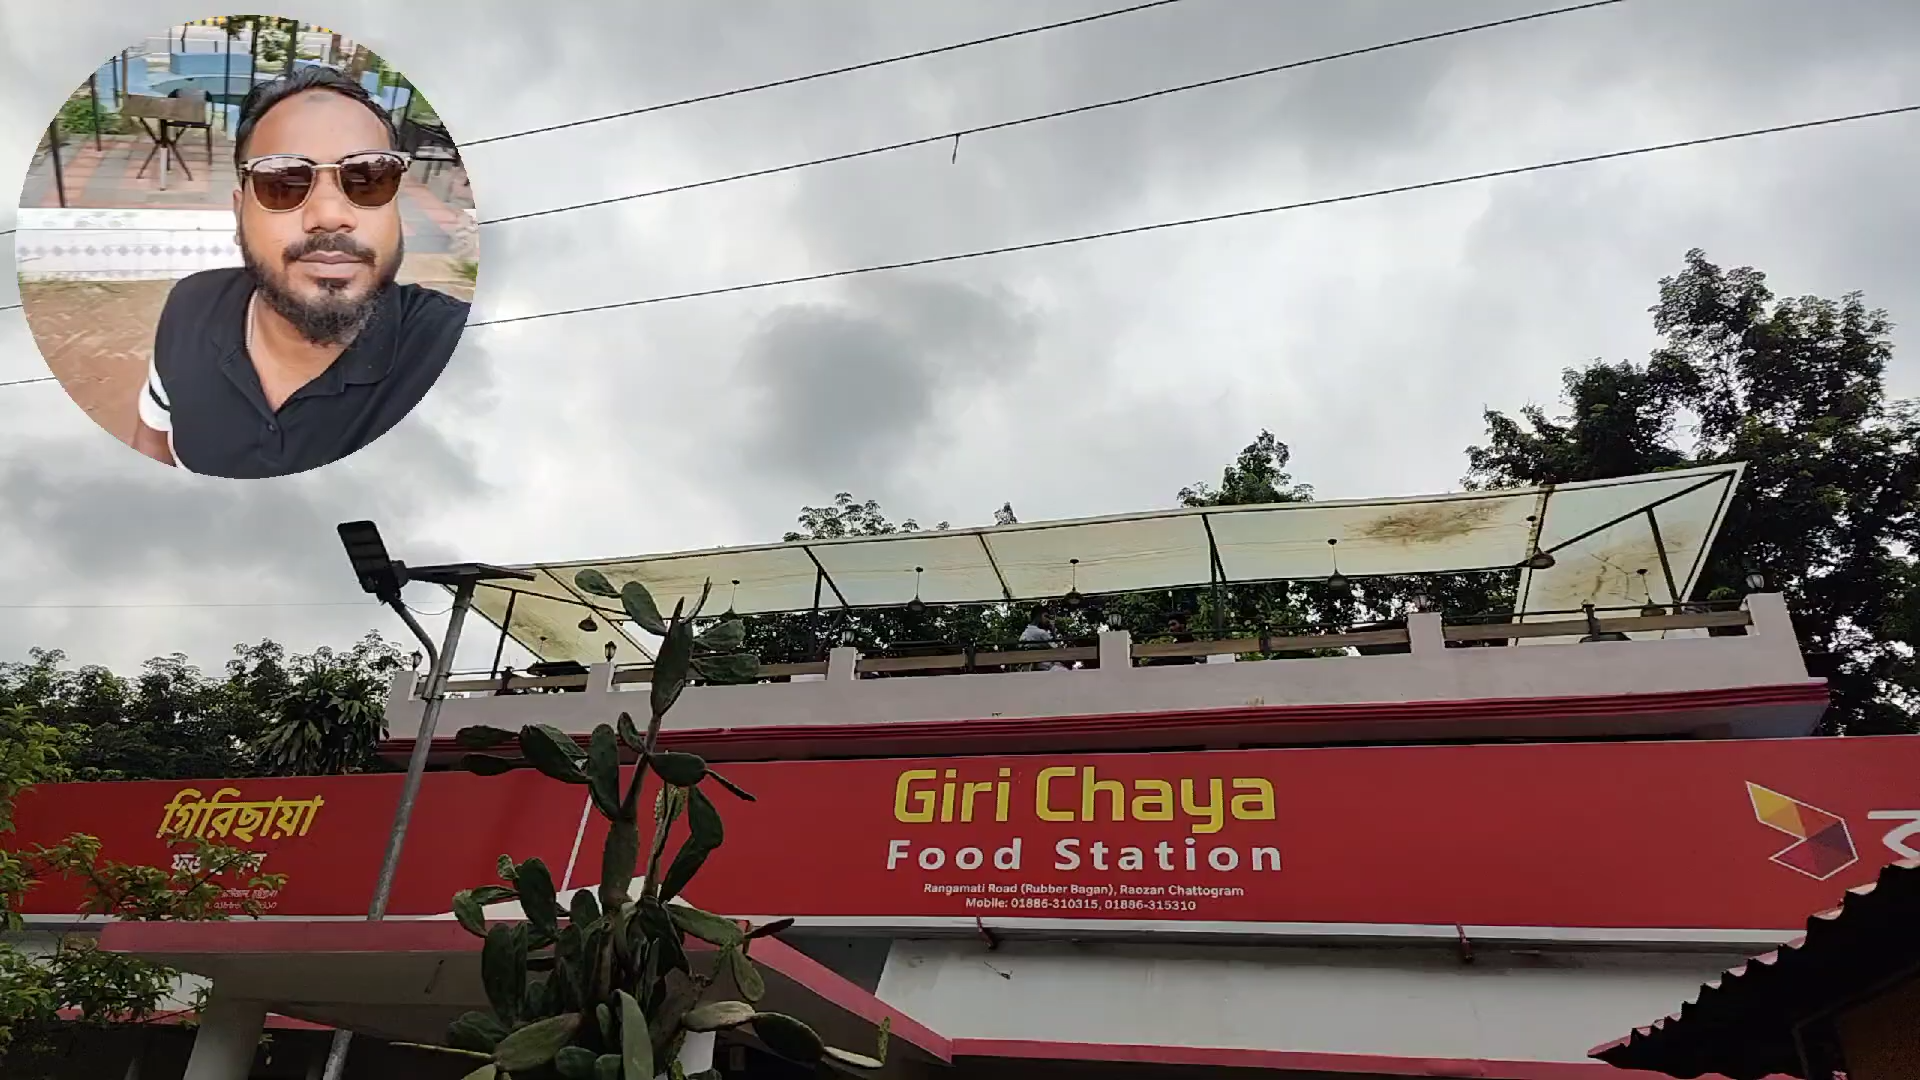 গিরিছায়া
Giri Chaya
Food Station
Rangamati Road (Rubber Bagan), Raozan Chattogram
Mobile: 01886-310315, 01886-315310